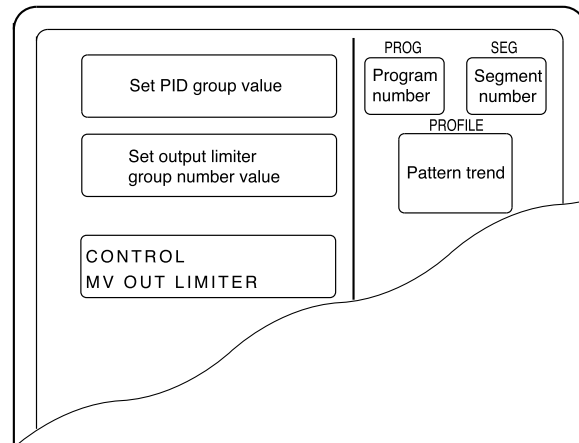 Set PID group value
Set output limiter
group number value
CONTROL
MV OUT LIMITER
PROG
SEG
Program
number
Segment
number
PROFILE
Pattern trend